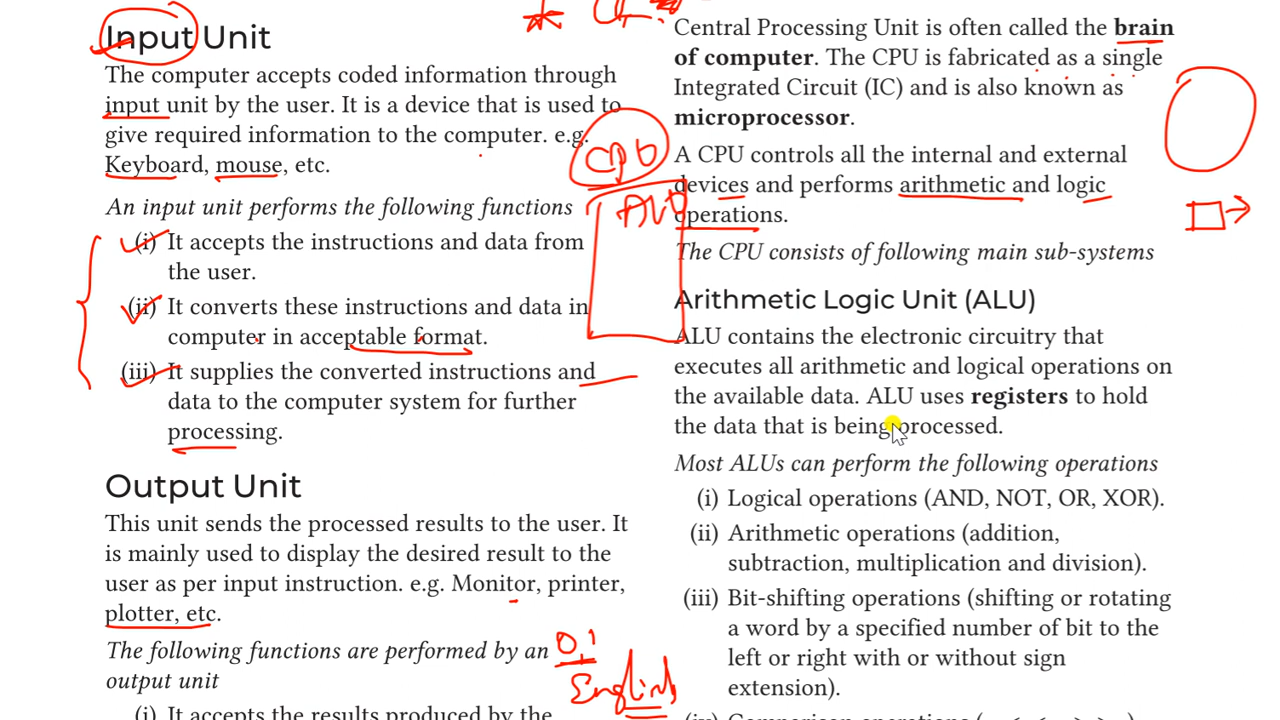 Input Unit
The computer accepts coded information through
input unit by the user. It is a device that is used to
give required information to the computer. e.g.
Keyboard, mouse, etc.
An input unit performs the following functions
(i) It accepts the instructions and data from
the user.
(ii) It converts these instructions and data in
computer in acceptable format.
(iii) It supplies the converted instructions and
data to the computer system for further
processing.
Output Unit
This unit sends the processed results to the user. It
is mainly used to display the desired result to the
user as per input instruction. e.g. Monitor, printer,
plotter, etc.
The following functions are performed by an
output unit
(i) It accepts the results produced by the
0,1
English
CPU
ALU
Central Processing Unit is often called the brain
of computer. The CPU is fabricated as a single
Integrated Circuit (IC) and is also known as
microprocessor.
A CPU controls all the internal and external
devices and performs arithmetic and logic
operations.
The CPU consists of following main sub-systems
Arithmetic Logic Unit (ALU)
ALU contains the electronic circuitry that
executes all arithmetic and logical operations on
the available data. ALU uses registers to hold
the data that is being processed.
Most ALUs can perform the following operations
(i) Logical operations (AND, NOT, OR, XOR).
(ii) Arithmetic operations (addition,
subtraction, multiplication and division).
(iii) Bit-shifting operations (shifting or rotating
a word by a specified number of bit to the
left or right with or without sign
extension).
(iv) Comparison operations